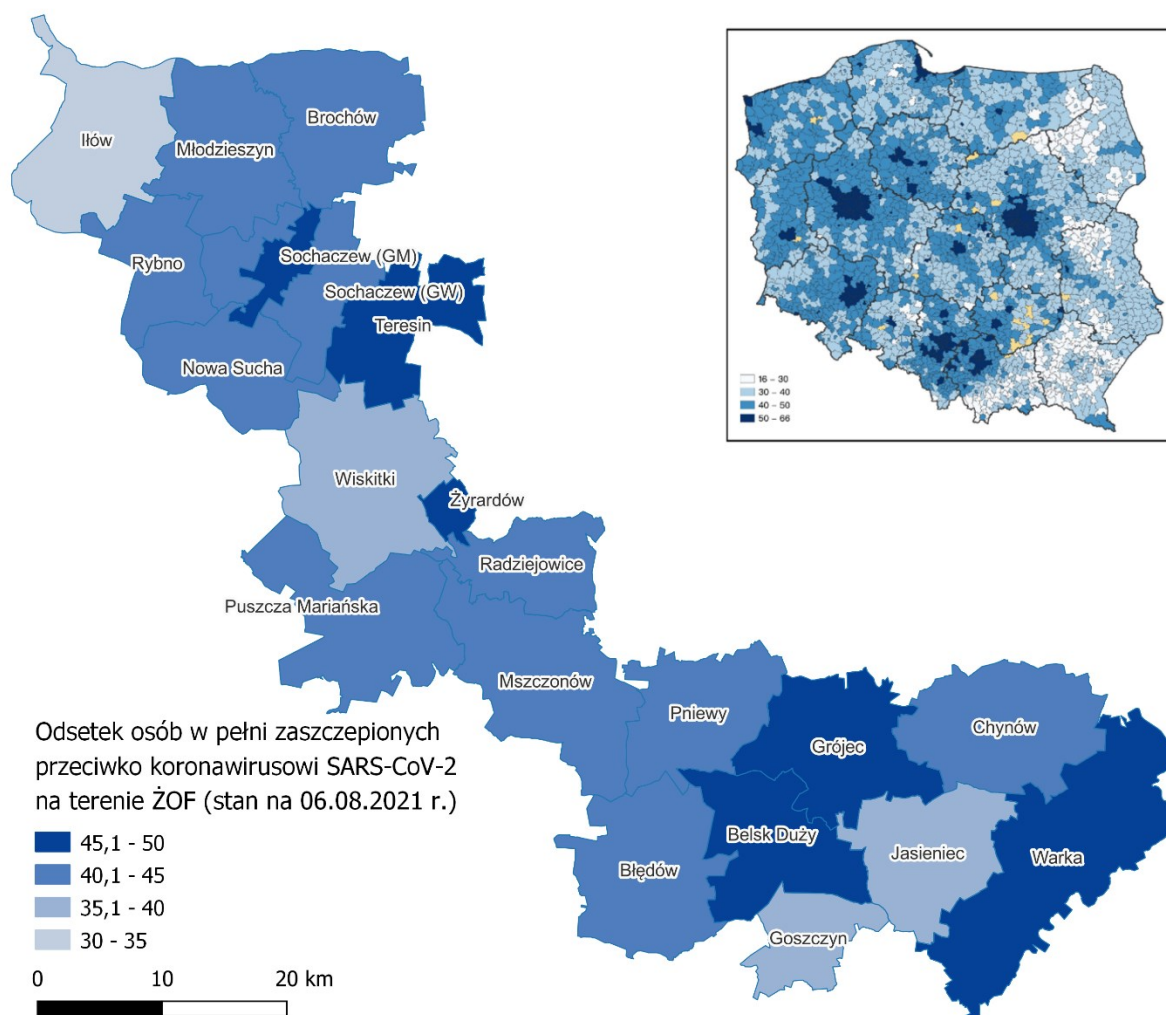 Iłów
Młodzieszyn
Brochów
Rybno
Sochaczew (GM)
Sochaczew (GW)
Teresin
Nowa Sucha
Wiskitki
Żyrardów
Radziejowice
Puszcza Mariańska
Mszczonów
Pniewy
Grójec
Chynów
Belsk Duży
Jasieniec
Warka
Błędów
Goszczyn
16 – 30
30 – 40
40 – 50
50 – 66
Odsetek osób w pełni zaszczepionych
przeciwko koronawirusowi SARS-CoV-2
na terenie ŻOF (stan na 06.08.2021 r.)
45,1 - 50
40,1 - 45
35,1 - 40
30 - 35
0 10 20 km